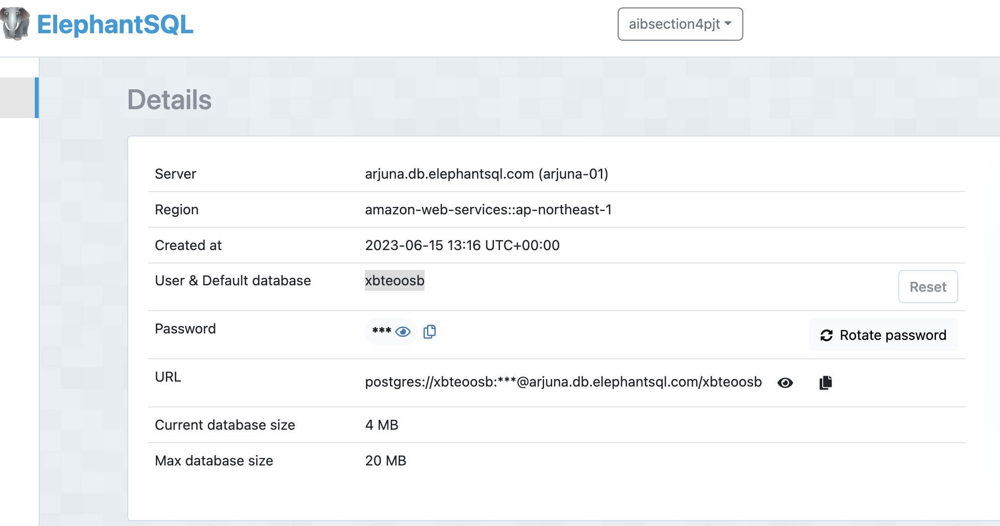 ElephantSQL
aibsection4pjt
Details
Server arjuna.db.elephantsql.com (arjuna-01)
Region amazon-web-services::ap-northeast-1
Created at 2023-06-15 13:16 UTC+00:00
User & Default database xbteoosb Reset
Password *** Rotate password
URL postgres://xbteoosb:***@arjuna.db.elephantsql.com/xbteoosb
Current database size 4 MB
Max database size 20 MB